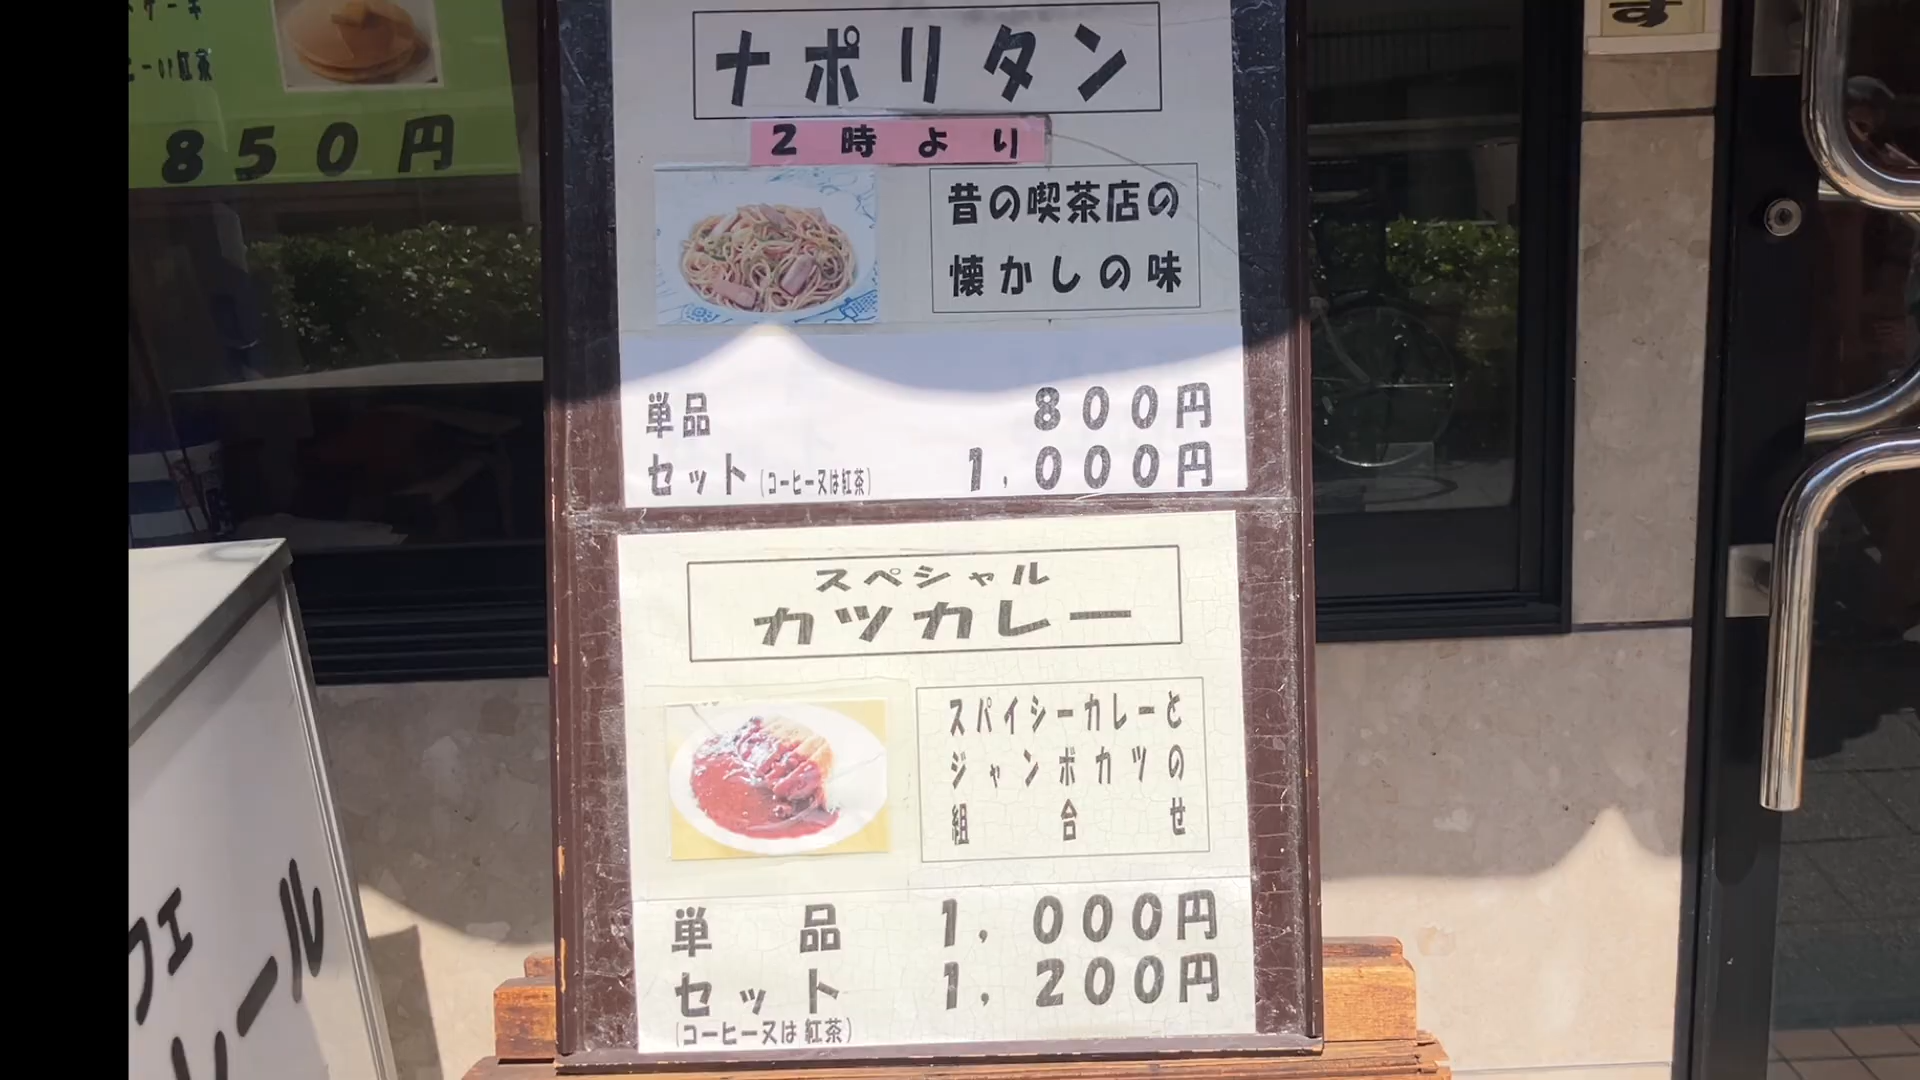 850円
ナポリタン
2時より
昔の喫茶店の
懐かしの味
単品 800円
セット(コーヒー又は紅茶) 1,000円
スペシャル
カツカレー
スパイシーカレーと
ジャンボカツの
組合せ
単品 1,000円
セット 1,200円
(コーヒー又は紅茶)